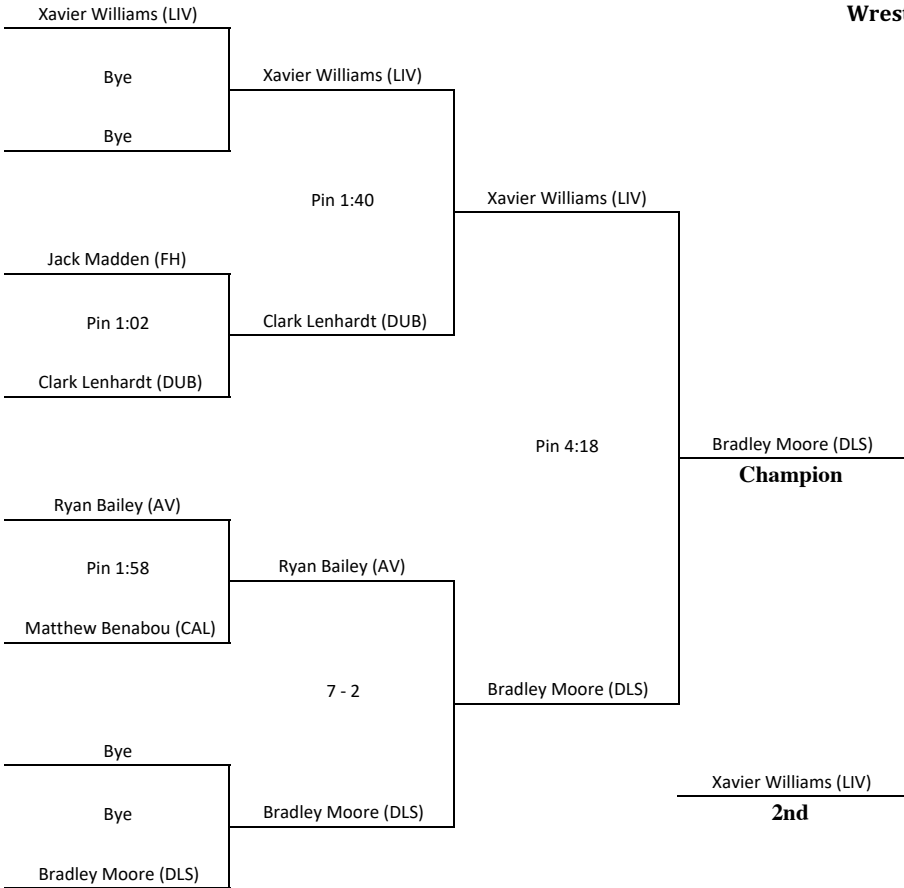 Xavier Williams (LIV)
Wrest
Bye
Xavier Williams (LIV)
Bye
Pin 1:40
Xavier Williams (LIV)
Jack Madden (FH)
Pin 1:02
Clark Lenhardt (DUB)
Clark Lenhardt (DUB)
Pin 4:18
Bradley Moore (DLS)
Champion
Ryan Bailey (AV)
Pin 1:58
Ryan Bailey (AV)
Matthew Benabou (CAL)
7 - 2
Bradley Moore (DLS)
Bye
Xavier Williams (LIV)
2nd
Bye
Bradley Moore (DLS)
Bradley Moore (DLS)